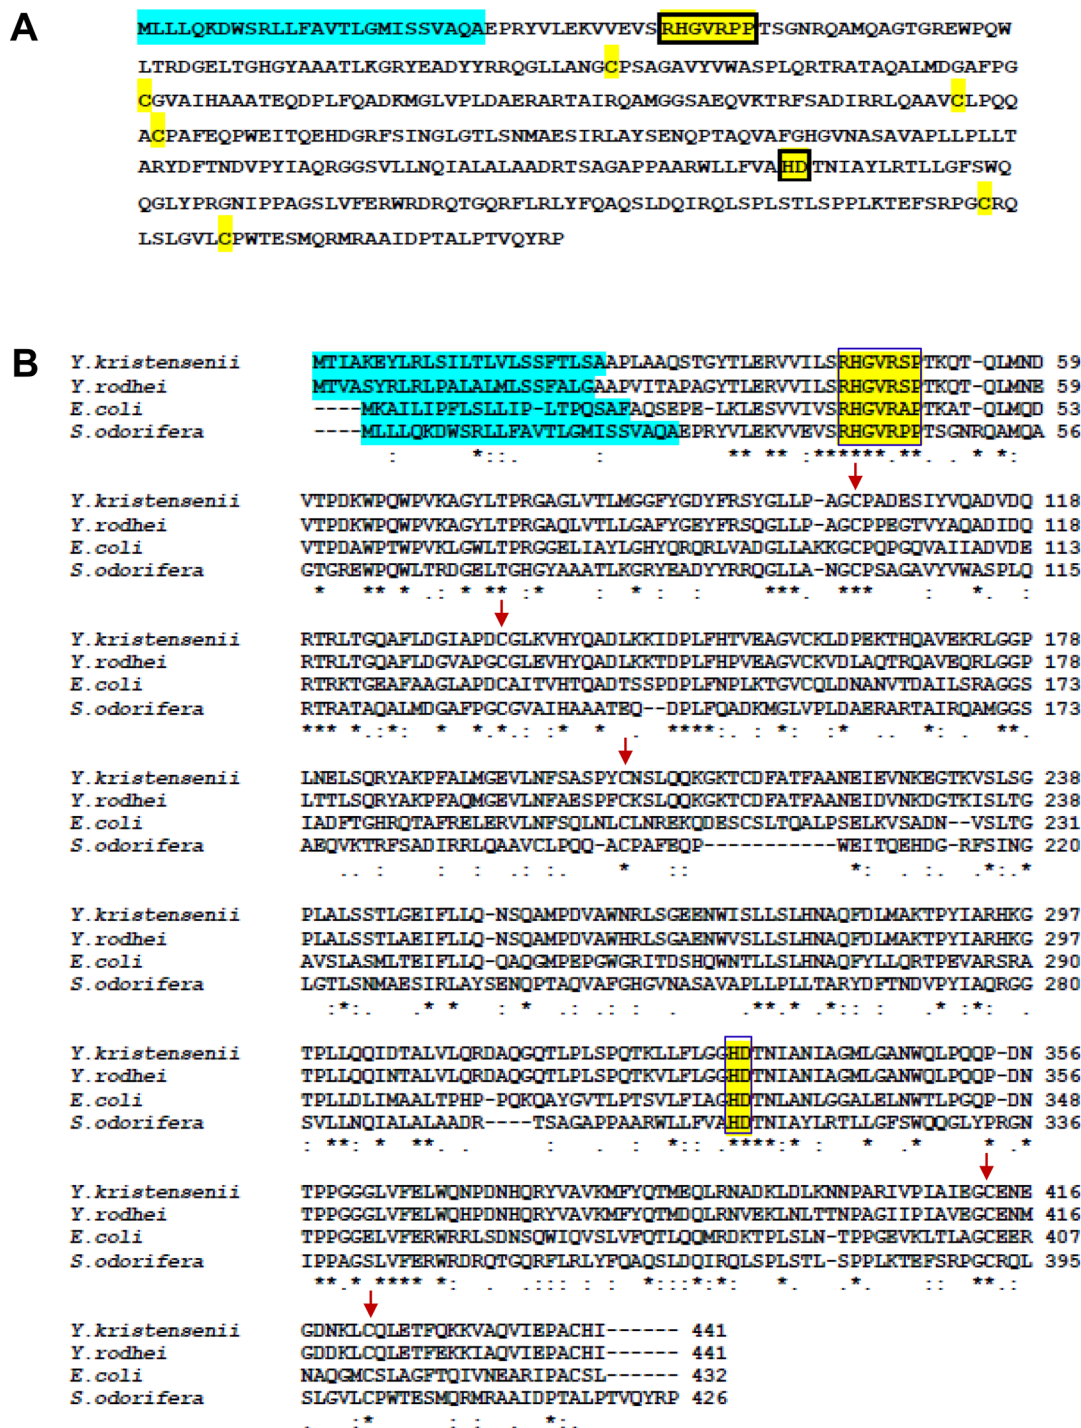 A
MLLLQKDWSRLLFAVTLGMISSVAQAEPRYVLEKVVEVSRHGVRPPTSGNRQAMQAGTGREWPQW
LTRDGELTGHGYAAATLKGRYEADYYRRQGLLANGCPSAGAVYVWASPLQRTRATAQALMDGAFPG
CGVAIHAAATEQDPLFQADKMGLVPLDAERARTAIRQAMGGSAEQVKTRFSADIRRLQAAVCLPQQ
ACPAFEQPWEITQEHDGRFSINGLGTLSNMAESIRLAYSENQPTAQVAFGHGVNASAVAPLLPLLT
ARYDFTNDVPYIAQRGGSVLLNQIALALAADRTSAGAPPAARWLLFVAHDTNIAYLRTLLGFSWQ
QGLYPRGNIPPAGSLVFERWRDRQTGQRFLRLYFQAQSLDQIRQLSPLSTLSPPLKTEFSRPGCRQ
LSLGVLCPWTESMQRMRAAIDPTALPTVQYRP
B
Y.kristensenii MTIAKEYLRLSILTLVLSSFTLSAAPLAAQSTGYTLERVVILSRHGVRSPTKQT-QLMND 59
Y.rodhei MTVASYRLRLPALALMLSSFALGAAPVITAPAGYTLERVVILSRHGVRSPTKQT-QLMNE 59
E.coli ----MKAILIPFLSLLIP-LTPQSAFAQSEPE-LKLESVVIVSRHGVRAPTKAT-QLMQD 53
S.odorifera ----MLLLQKDWSRLLFAVTLGMISSVAQAEPRYVLEKVVEVSRHGVRPPTSGNRQAMQA 56
: *::. : ** ** :*****.** . * *:
Y.kristensenii VTPDKWPQWPVKAGYLTPRGAGLVTLMGGFYGDYFRSYGLLP-AGCPADESIYVQADVDQ 118
Y.rodhei VTPDKWPQWPVKAGYLTPRGAQLVTLLGAFYGEYFRSQGLLP-AGCPPEGTVYAQADIDQ 118
E.coli VTPDAWPTWPVKLGWLTPRGGELIAYLGHYQRQRLVADGLLAKKGCPQPGQVAIIADVDE 113
S.odorifera GTGREWPQWLTRDGELTGHGYAAATLKGRYEADYYRRQGLLA-NGCPSAGAVYVWASPLQ 115
* ** * .: * ** :* : * : ***. *** : *. :
Y.kristensenii RTRLTGQAFLDGIAPDCGLKVHYQADLKKIDPLFHTVEAGVCKLDPEKTHQAVEKRLGGP 178
Y.rodhei RTRLTGQAFLDGVAPGCGLEVHYQADLKKTDPLFHPVEAGVCKVDLAQTRQAVEQRLGGP 178
E.coli RTRKTGEAFAAGLAPDCAITVHTQADTSSPDPLFNPLKTGVCQLDNANVTDAILSRAGGS 173
S.odorifera RTRATAQALMDGAFPGCGVAIHAAATEQ--DPLFQADKMGLVPLDAERARTAIRQAMGGS 173
*** *.:*: * *.*.: :* * . ****:. : *: :* . *: . **.
Y.kristensenii LNELSQRYAKPFALMGEVLNFSASPYCNSLQQKGKTCDFATFAANEIEVNKEGTKVSLSG 238
Y.rodhei LTTLSQRYAKPFAQMGEVLNFAESPFCKSLQQKGKTCDFATFAANEIDVNKDGTKISLTG 238
E.coli IADFTGHRQTAFRELERVLNFSQLNLCLNREKQDESCSLTQALPSELKVSADN--VSLTG 231
S.odorifera AEQVKTRFSADIRRLQAAVCLPQQ-ACPAFEQP-----------WEITQEHDG-RFSING 220
.. : : : .: :. * :: *: :. .*:.*
Y.kristensenii PLALSSTLGEIFLLQ-NSQAMPDVAWNRLSGEENWISLLSLHNAQFDLMAKTPYIARHKG 297
Y.rodhei PLALSSTLAEIFLLQ-NSQAMPDVAWHRLSGAENWVSLLSLHNAQFDLMAKTPYIARHKG 297
E.coli AVSLASMLTEIFLLQ-QAQGMPEPGWGRITDSHQWNTLLSLHNAQFYLLQRTPEVARSRA 290
S.odorifera LGTLSNMAESIRLAYSENQPTAQVAFGHGVNASAVAPLLPLLTARYDFTNDVPYIAQRGG 280
:*:. .* * : * .: .: : . .**.* .*:: : .* :*: .
Y.kristensenii TPLLQQIDTALVLQRDAQGQTLPLSPQTKLLFLGGHDTNIANIAGMLGANWQLPQQP-DN 356
Y.rodhei TPLLQQINTALVLQRDAQGQTLPLSPQTKVLFLGGHDTNIANIAGMLGANWQLPQQP-DN 356
E.coli TPLLDLIMAALTPHP-PQKQAYGVTLPTSVLFIAGHDTNLANLGGALELNWTLPGQP-DN 348
S.odorifera SVLLNQIALALAADR----TSAGAPPAARWLLFVAHDTNIAYLRTLLGFSWQQGLYPRGN 336
: **: * **. . : . . *:: .****:* : * .* * .*
Y.kristensenii TPPGGGLVFELWQNPDNHQRYVAVKMFYQTMEQLRNADKLDLKNNPARIVPLAIEGCENE 416
Y.rodhei TPPGGGLVFELWQHPDNHQRYVAVKMFYQTMDQLRNVEKLNLTTNPAGIIPLAVEGCENM 416
E.coli TPPGGELVFERWRRLSDNSQWIQVSLVFQTLQQMRDKTPLSLN-TPPGEVKLTLAGCEER 407
S.odorifera IPPAGSLVFERWRDRQTGQRFLRLYFQAQSLDQIRQLSPLSTL-SPPLKTEFSRPGCRQL 395
**.* **** *: . .::: : : *:::*:*: *. .*. :: **.:
Y.kristensenii GDNKLCQLETFQKKVAQVIEPACHI------ 441
Y.rodhei GDDKLCQLETFEKKIAQVIEPACHI------ 441
E.coli NAQGMCSLAGFTQIVNEARIPACSL------ 432
S.odorifera SLGVLCPWTESMQRMRAAIDPTALPTVQYRP 426
. :* : : . *:.